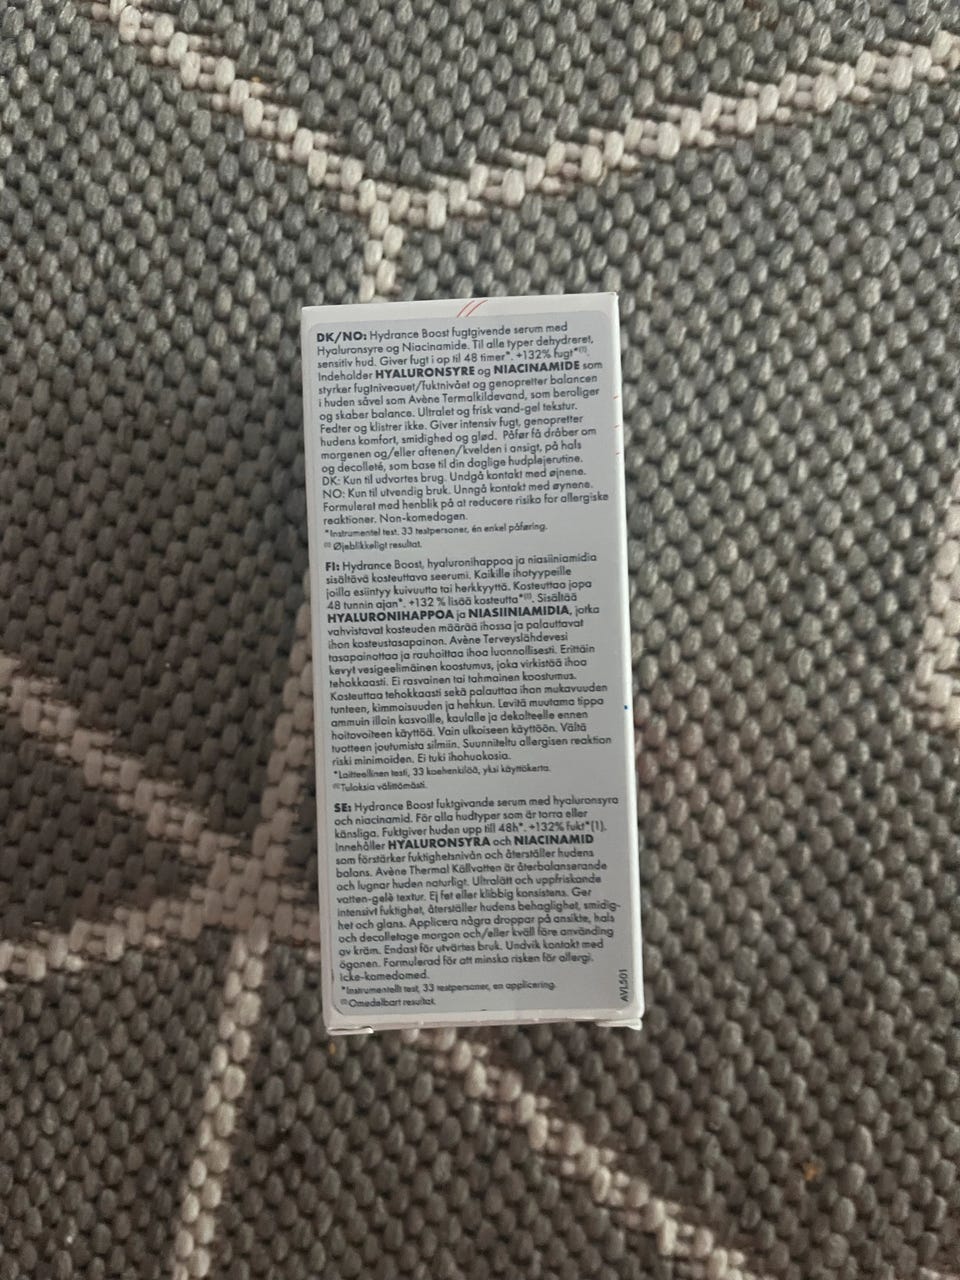 DK/NO: Hydrance Boost fugtgivende serum med
Hyaluronsyre og Niacinamide. Til alle typer dehydreret,
sensitiv hud. Giver fugt i op til 48 timer*. +132% fugt*(1).
Indeholder HYALURONSYRE og NIACINAMIDE som
styrker fugtniveauet/fuktnivået og genopretter balancen
i huden såvel som Avène Termalkildevand, som beroliger
og skaber balance. Ultralet og frisk vand-gel tekstur.
Fedter og klistrer ikke. Giver intensiv fugt, genopretter
hudens komfort, smidighed og glød. Påfør få dråber om
morgenen og/eller aftenen/kvelden i ansigt, på hals
og decolleté, som base til din daglige hudplejerutine.
DK: Kun til udvortes brug. Undgå kontakt med øjnene.
NO: Kun til utvendig bruk. Unngå kontakt med øynene.
Formuleret med henblik på at reducere risiko for allergiske
reaktioner. Non-komedogen.
*Instrumentel test, 33 testpersoner, én enkel påføring.
(1) Øjeblikkeligt resultat.
FI: Hydrance Boost, hyaluronihappoa ja niasiiniamidia
sisältävä kosteuttava seerumi. Kaikille ihotyypeille
joilla esiintyy kuivuutta tai herkkyyttä. Kosteuttaa jopa
48 tunnin ajan*. +132 % lisää kosteutta*(1). Sisältää
HYALURONIHAPPOA ja NIASIINIAMIDIA, jotka
vahvistavat kosteuden määrää ihossa ja palauttavat
ihon kosteustasapainon. Avène Terveyslähdevesi
tasapainottaa ja rauhoittaa ihoa luonnollisesti. Erittäin
kevyt vesigeelimäinen koostumus, joka virkistää ihoa
tehokkaasti. Ei rasvainen tai tahmainen koostumus.
Kosteuttaa tehokkaasti sekä palauttaa ihon mukavuuden
tunteen, kimmoisuuden ja hehkun. Levitä muutama tippa
aamuin illoin kasvoille, kaulalle ja dekolteelle ennen
hoitovoiteen käyttöä. Vain ulkoiseen käyttöön. Vältä
tuotteen joutumista silmiin. Suunniteltu allergisen reaktion
riski minimoiden. Ei tuki ihohuokosia.
*Laitteellinen testi, 33 koehenkilöä, yksi käyttökerta.
(1)Tuloksia välittömästi.
SE: Hydrance Boost fuktgivande serum med hyaluronsyra
och niacinamid. För alla hudtyper som är torra eller
känsliga. Fuktgiver huden upp till 48h*. +132% fukt*(1).
Innehåller HYALURONSYRA och NIACINAMID
som förstärker fuktighetsnivån och återställer hudens
balans. Avène Thermal Källvatten är återbalanserande
och lugnar huden naturligt. Ultralätt och uppfriskande
vatten-gelé textur. Ej fet eller klibbig konsistens. Ger
intensivt fuktighet, återställer hudens behaglighet, smidig-
het och glans. Applicera några droppar på ansikte, hals
och decolletage morgon och/eller kväll före användning
av kräm. Endast för utvärtes bruk. Undvik kontakt med
ögonen. Formulerad för att minska risken för allergi.
Icke-komedomed.
*Instrumentellt test, 33 testpersoner, en applicering.
(1)Omedelbart resultat.
AVL501